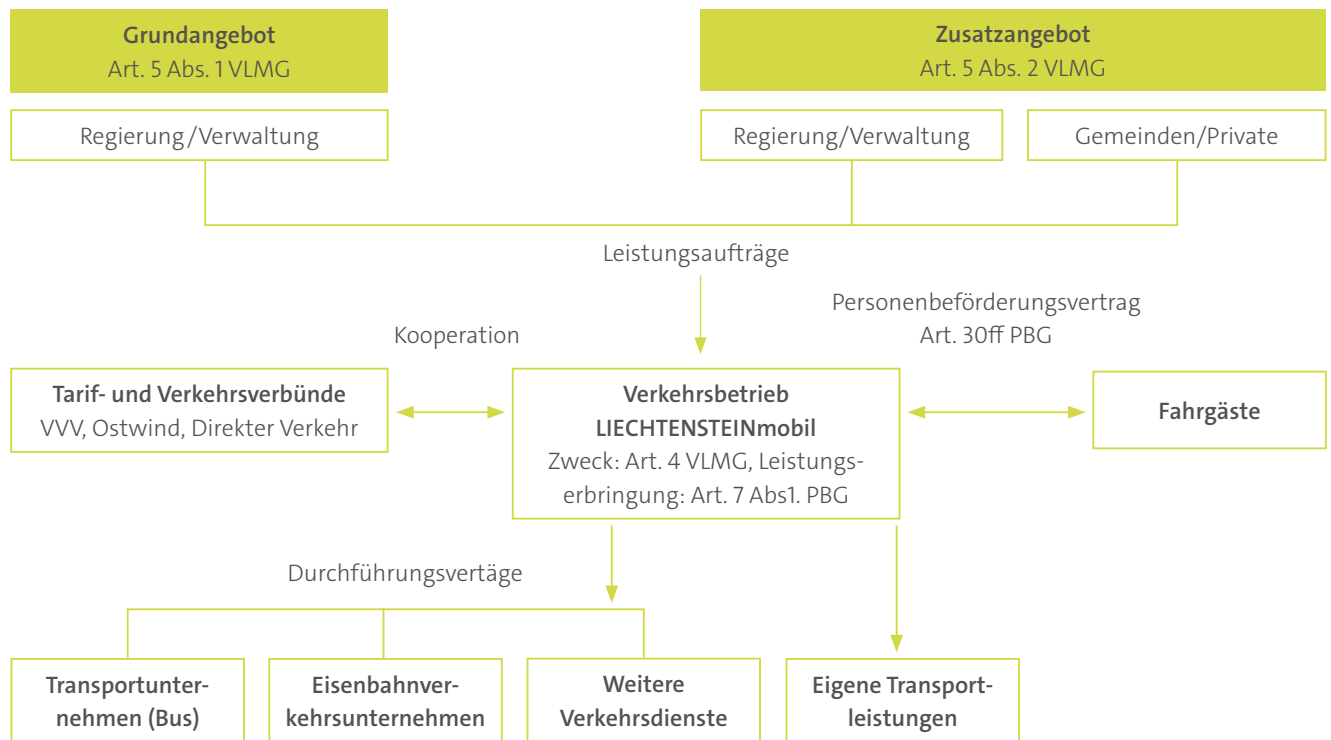 Grundangebot
Art. 5 Abs. 1 VLMG
Zusatzangebot
Art. 5 Abs. 2 VLMG
Regierung/Verwaltung
Regierung/Verwaltung
Gemeinden/Private
Leistungsaufträge
Personenbeförderungsvertrag
Art. 30ff PBG
Kooperation
Tarif- und Verkehrsverbünde
VVV, Ostwind, Direkter Verkehr
Verkehrsbetrieb
LIECHTENSTEINmobil
Zweck: Art. 4 VLMG, Leistungs-
erbringung: Art. 7 Abs1. PBG
Fahrgäste
Durchführungsvertäge
Transportunter-
nehmen (Bus)
Eisenbahnver-
kehrsunternehmen
Weitere
Verkehrsdienste
Eigene Transport-
leistungen